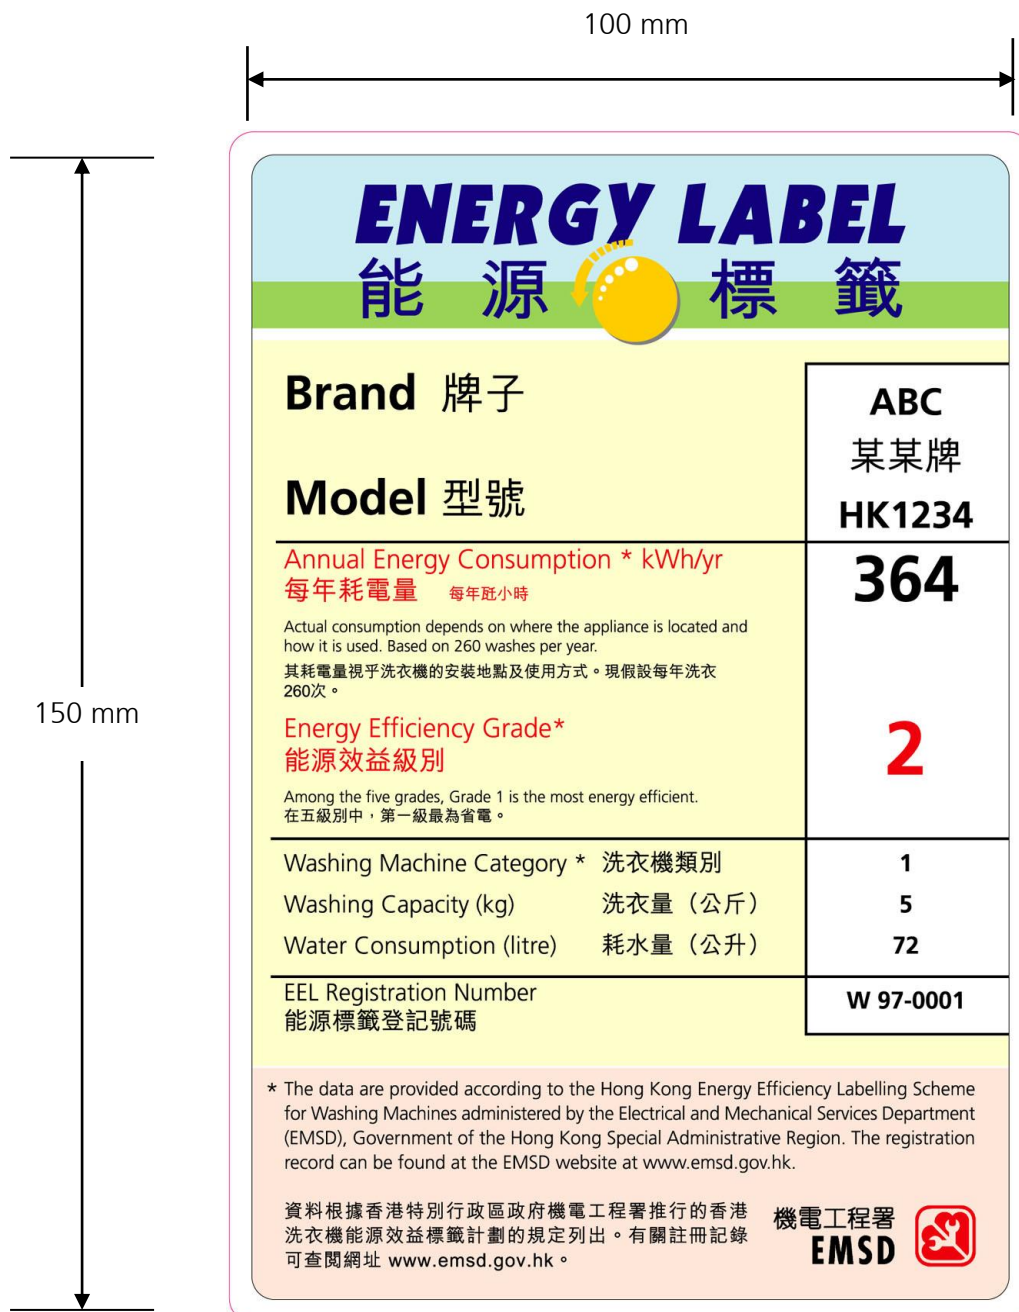 100 mm
150 mm
ENERGY LABEL
能源標籤
Brand 牌子
ABC
某某牌
Model 型號
HK1234
Annual Energy Consumption * kWh/yr
364
每年耗電量 每年瓩小時
Actual consumption depends on where the appliance is located and
how it is used. Based on 260 washes per year.
其耗電量視乎洗衣機的安裝地點及使用方式。現假設每年洗衣
260次。
Energy Efficiency Grade*
能源效益級別
2
Among the five grades, Grade 1 is the most energy efficient.
在五級別中，第一級最為省電。
Washing Machine Category * 洗衣機類別 1
Washing Capacity (kg) 洗衣量（公斤） 5
Water Consumption (litre) 耗水量（公升） 72
EEL Registration Number
能源標籤登記號碼
W 97-0001
* The data are provided according to the Hong Kong Energy Efficiency Labelling Scheme
for Washing Machines administered by the Electrical and Mechanical Services Department
(EMSD), Government of the Hong Kong Special Administrative Region. The registration
record can be found at the EMSD website at www.emsd.gov.hk.
資料根據香港特別行政區政府機電工程署推行的香港
洗衣機能源效益標籤計劃的規定列出。有關註冊記錄
可查閱網址 www.emsd.gov.hk。
機電工程署
EMSD